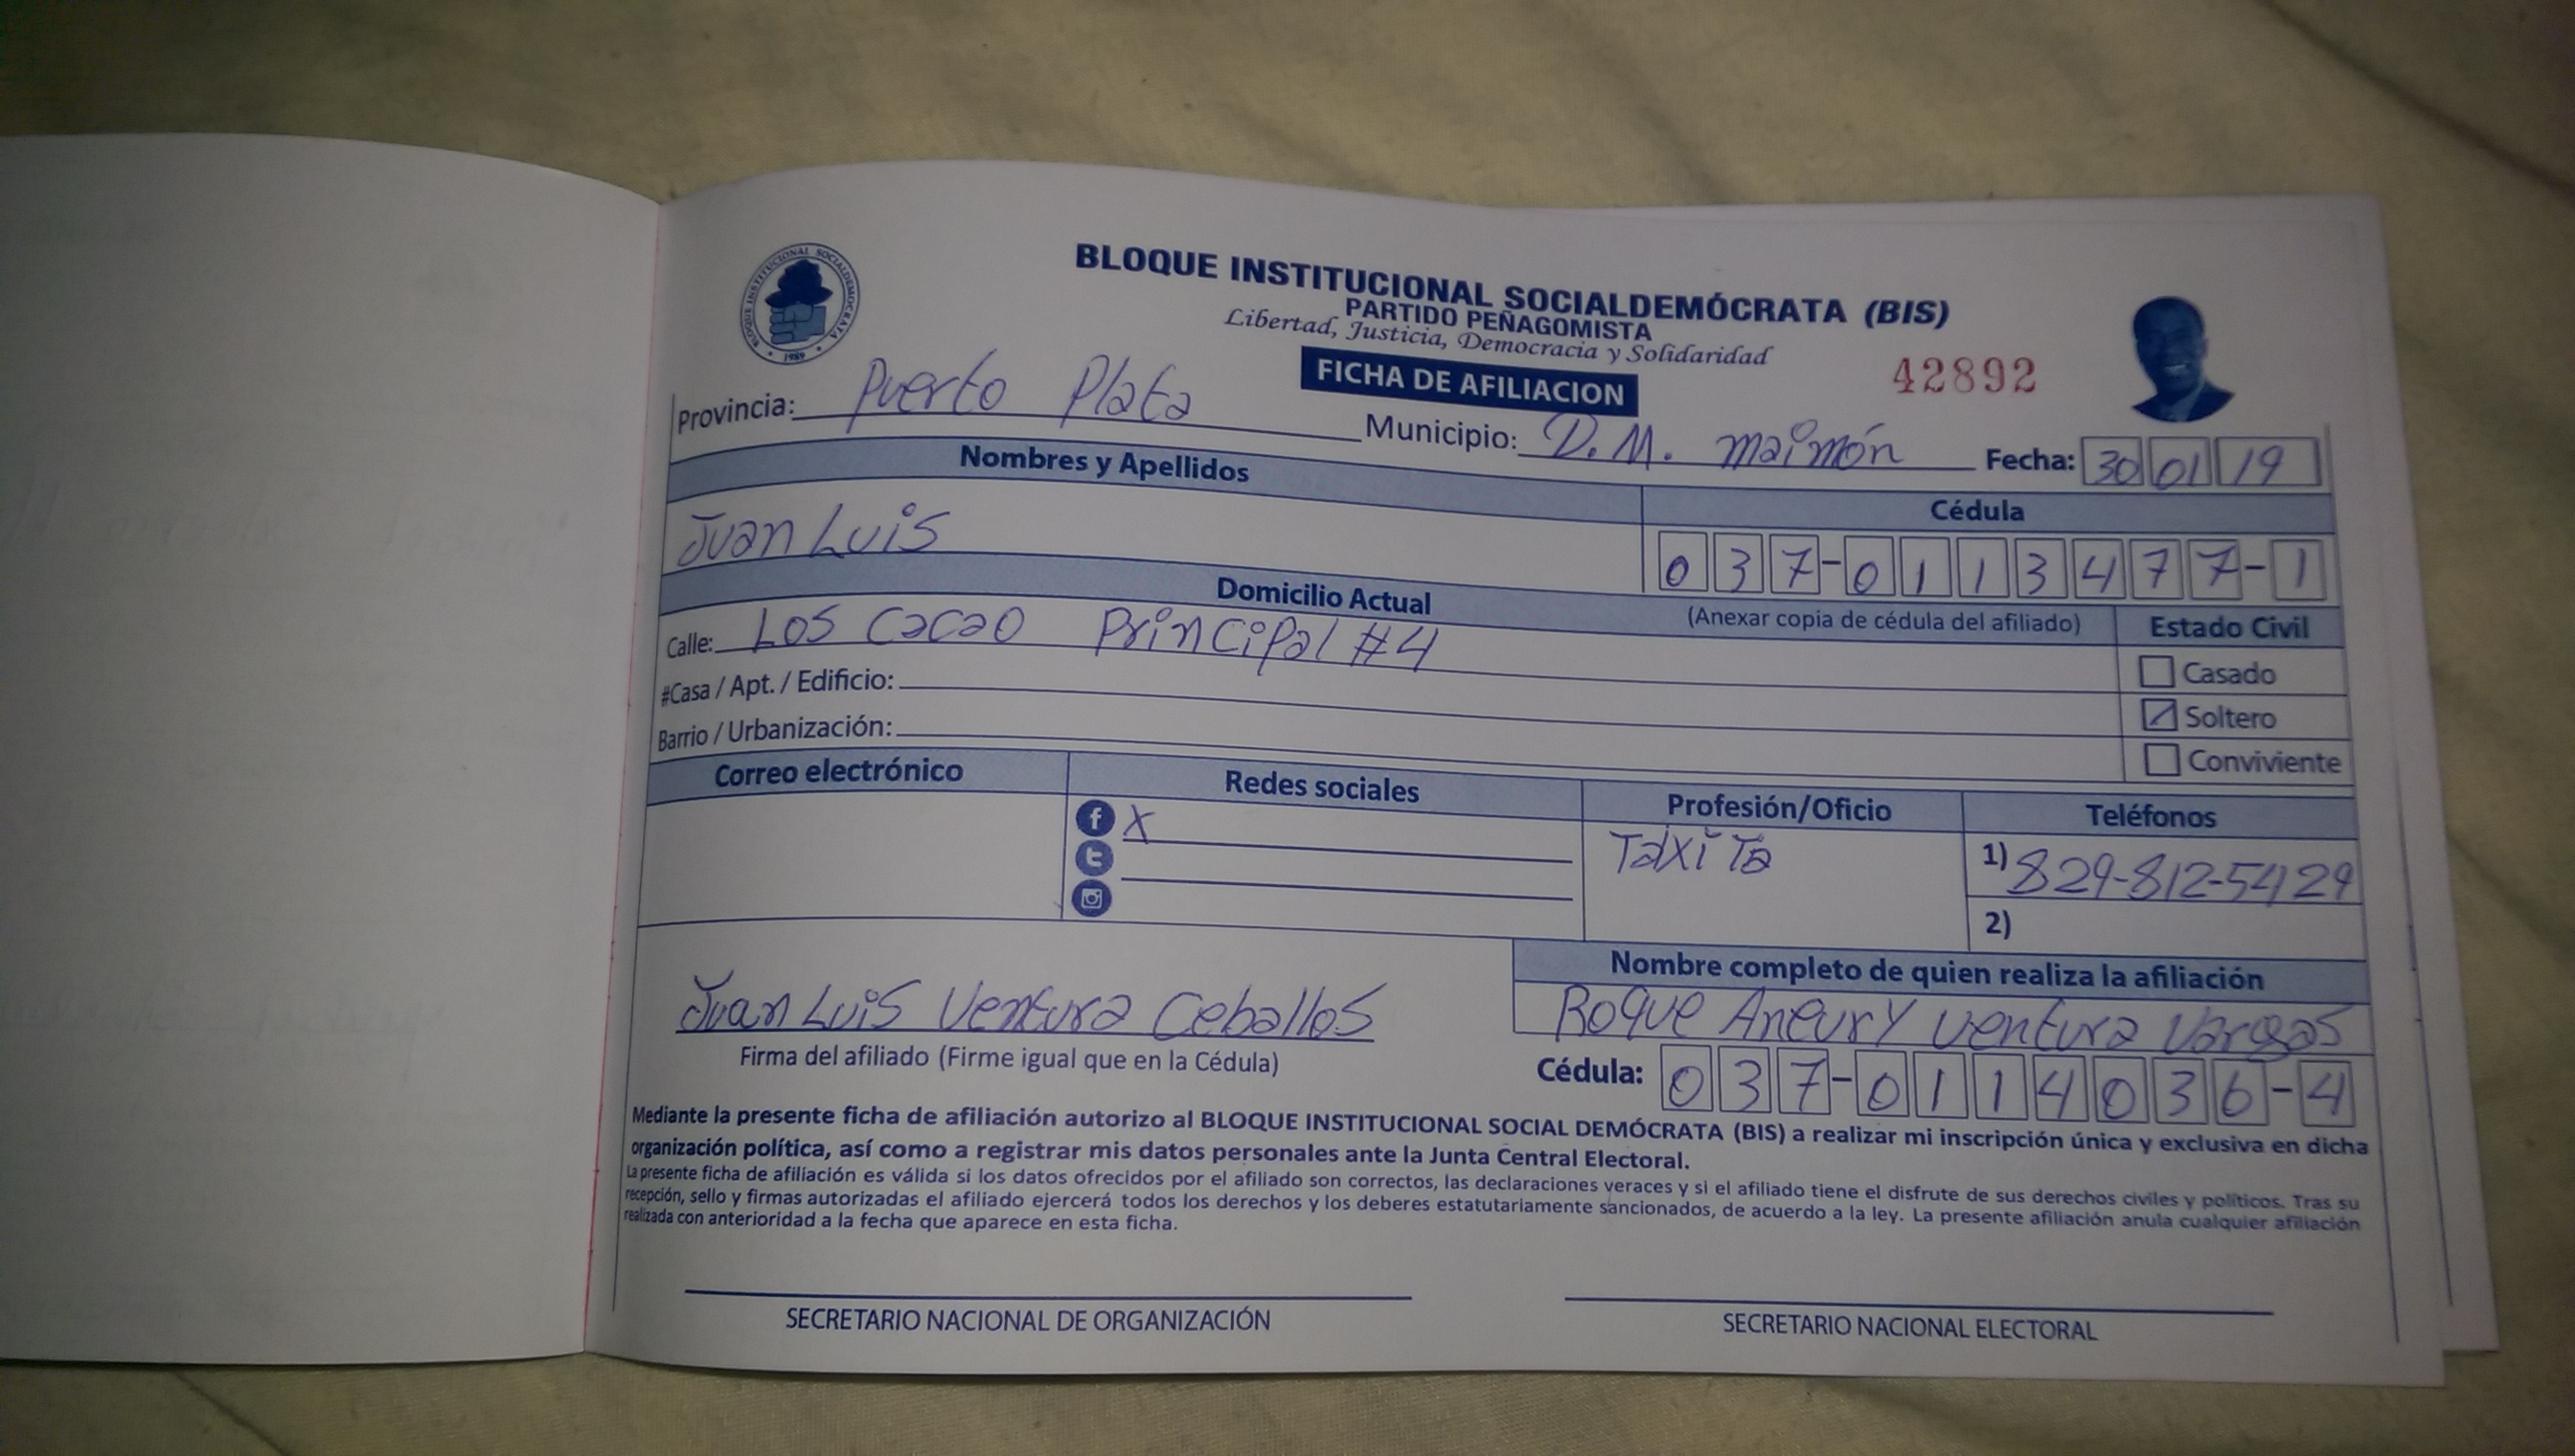 BLOQUE INSTITUCIONAL SOCIALDEMÓCRATA (BIS)
PARTIDO PEÑAGOMISTA
Libertad, Justicia, Democracia y Solidaridad
BLOQUE INSTITUCIONAL SOCIALDEMOCRATA
1989
FICHA DE AFILIACION
42892
Provincia: Puerto Plata Municipio: D.M. maimón Fecha: 30 01 19
Nombres y Apellidos Cédula
Juan Luis 037-0113477-1
Domicilio Actual (Anexar copia de cédula del afiliado) Estado Civil
Calle: Los cacao Principal #4 Casado
#Casa / Apt. / Edificio: Soltero
Barrio / Urbanización: Conviviente
Correo electrónico Redes sociales Profesión/Oficio Teléfonos
X Taxita 1) 829-812-5429
2)
Nombre completo de quien realiza la afiliación
Juan Luis Ventura Ceballos Roque Aneury Ventura Vargas
Firma del afiliado (Firme igual que en la Cédula) Cédula: 037-0114036-4
Mediante la presente ficha de afiliación autorizo al BLOQUE INSTITUCIONAL SOCIAL DEMÓCRATA (BIS) a realizar mi inscripción única y exclusiva en dicha
organización política, así como a registrar mis datos personales ante la Junta Central Electoral.
La presente ficha de afiliación es válida si los datos ofrecidos por el afiliado son correctos, las declaraciones veraces y si el afiliado tiene el disfrute de sus derechos civiles y políticos. Tras su
recepción, sello y firmas autorizadas el afiliado ejercerá todos los derechos y los deberes estatutariamente sancionados, de acuerdo a la ley. La presente afiliación anula cualquier afiliación
realizada con anterioridad a la fecha que aparece en esta ficha.
SECRETARIO NACIONAL DE ORGANIZACIÓN SECRETARIO NACIONAL ELECTORAL